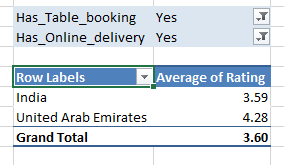 Has_Table_booking Yes
Has_Online_delivery Yes
Row Labels Average of Rating
India 3.59
United Arab Emirates 4.28
Grand Total 3.60